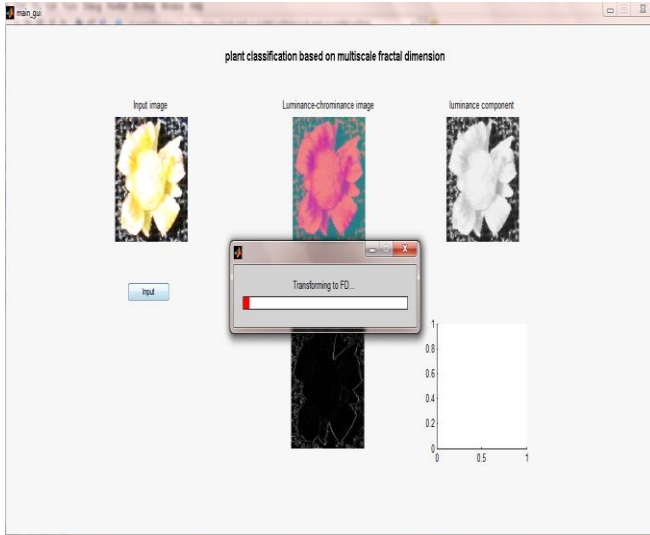 main_gui
plant classification based on multiscale fractal dimension
Input image
Luminance-chrominance image
luminance component
Transforming to FD...
Input
1
0.8
0.6
0.4
0.2
0
0 0.5 1